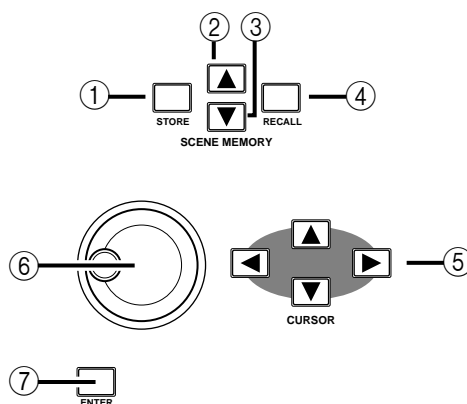 ② ③
① ④
STORE RECALL
SCENE MEMORY
⑥ ⑤
CURSOR
⑦
ENTER